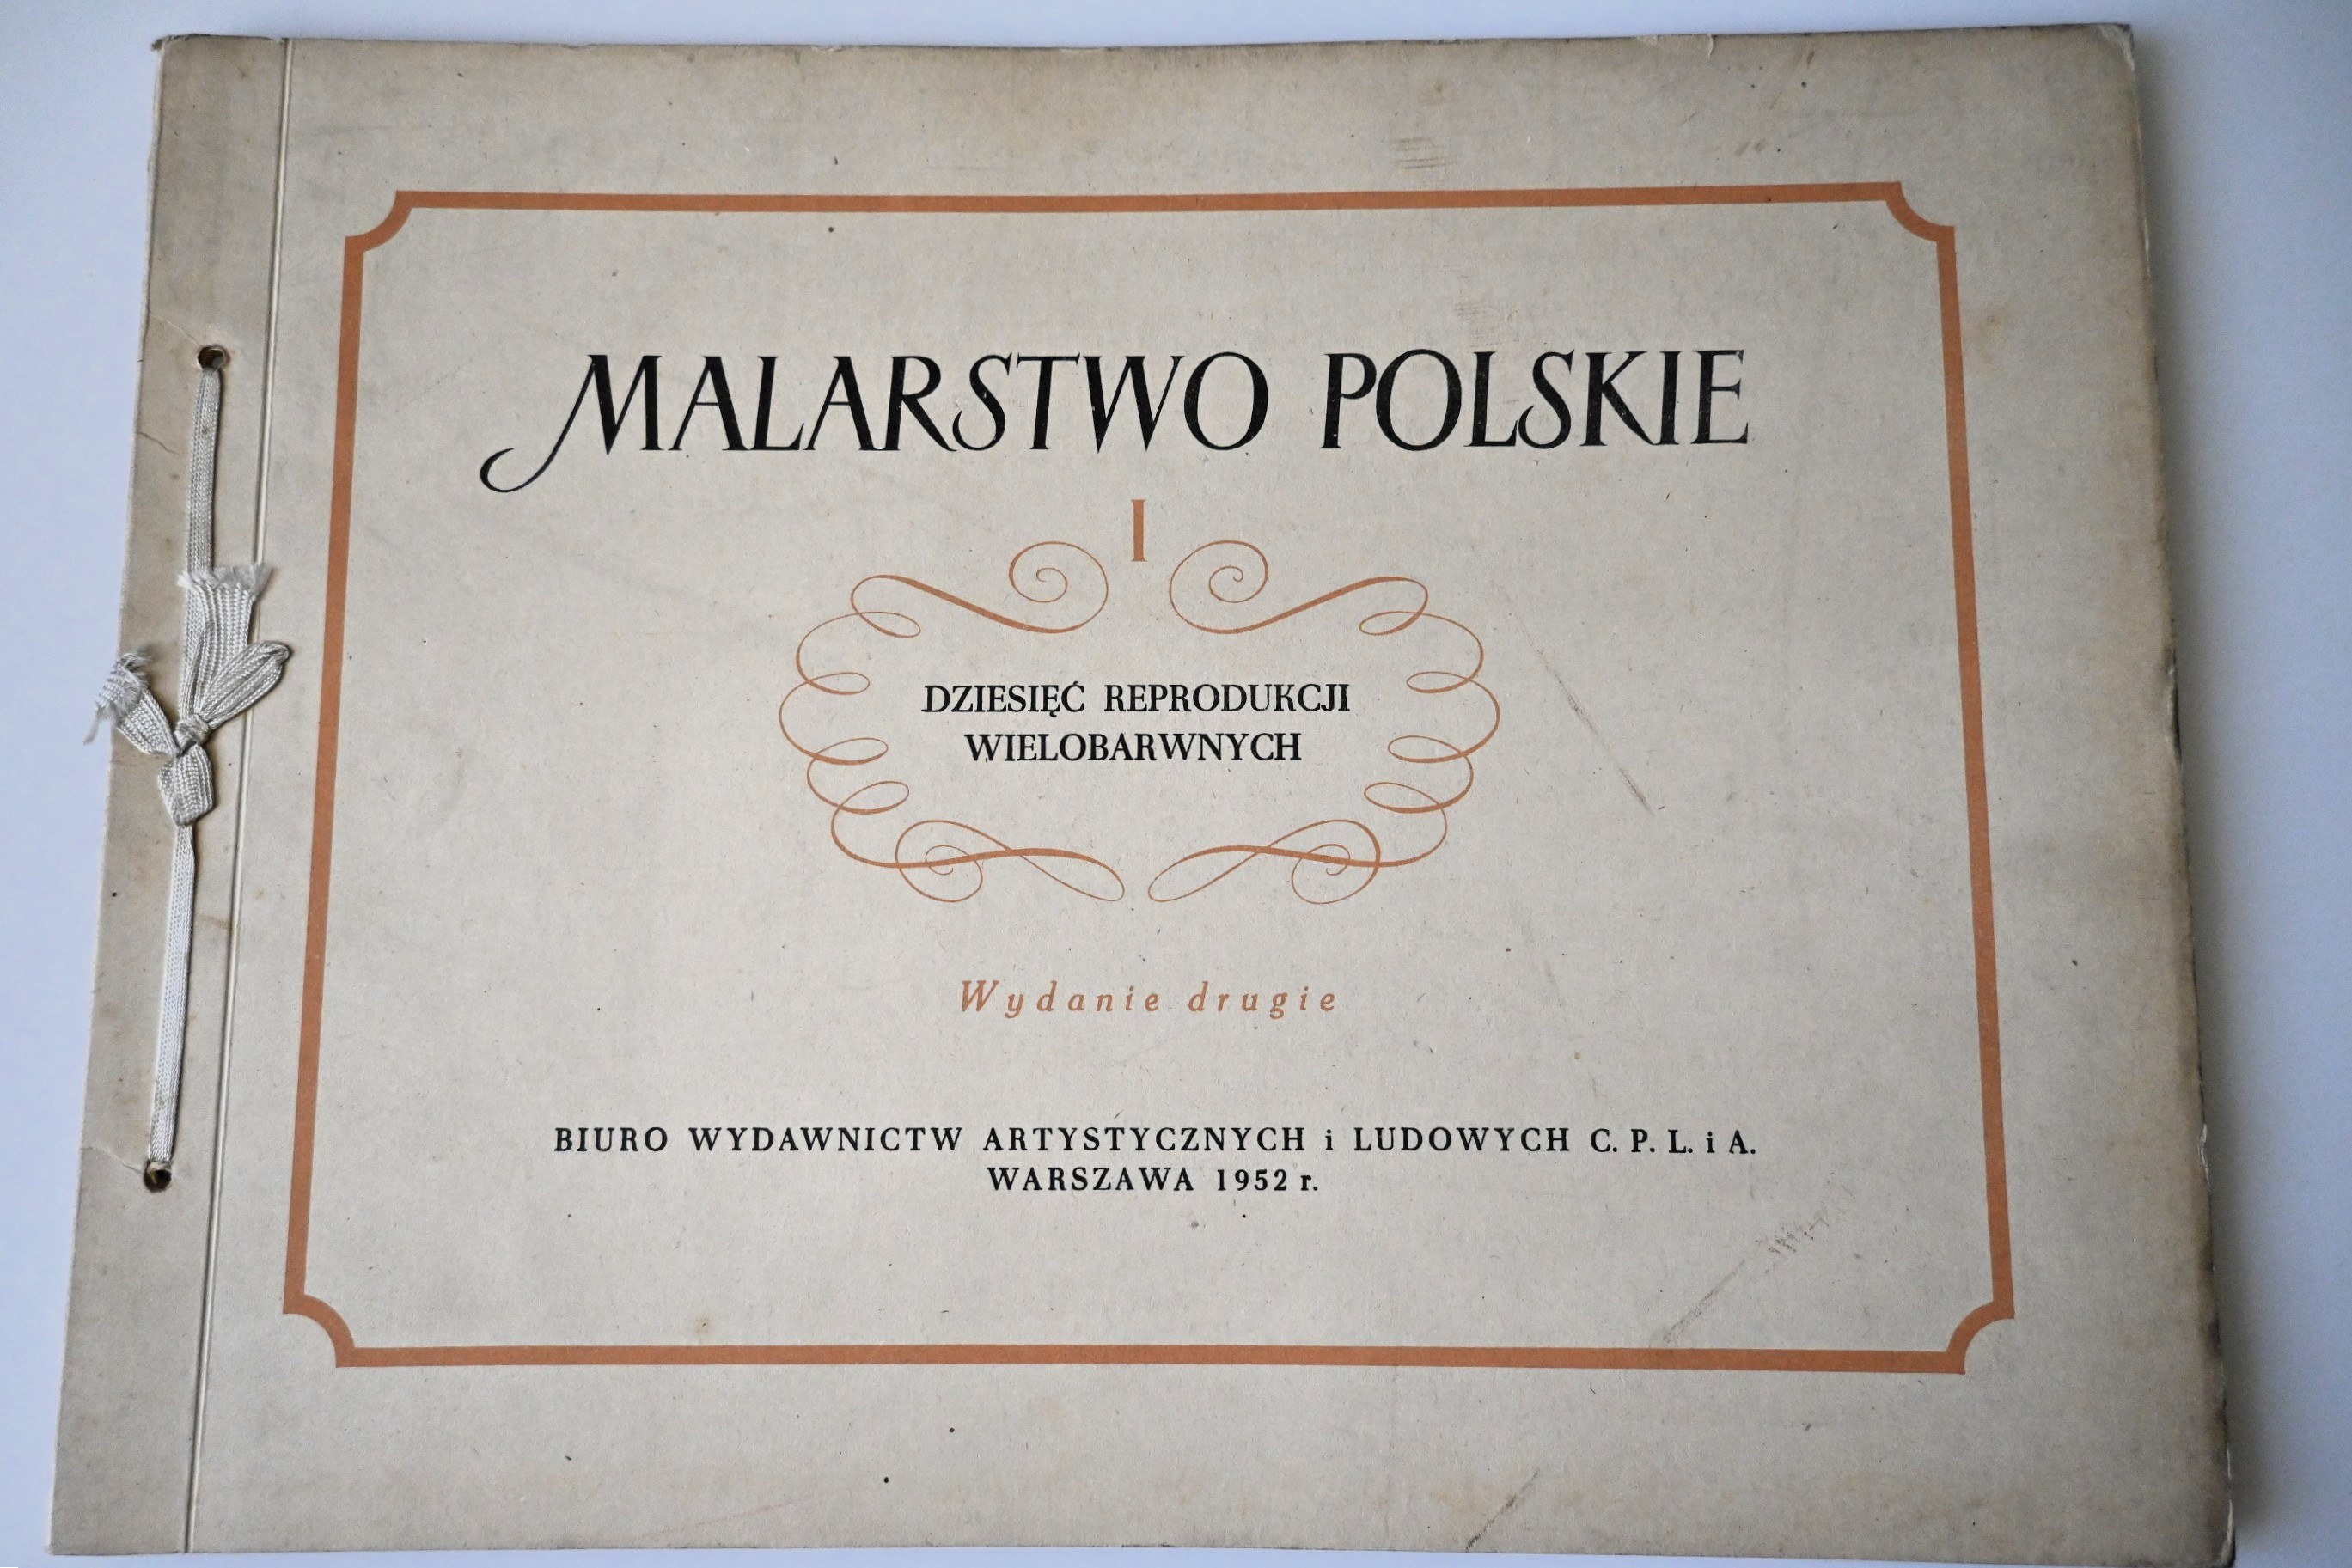 MALARSTWO POLSKIE
I
DZIESIĘĆ REPRODUKCJI
WIELOBARWNYCH
Wydanie drugie
BIURO WYDAWNICTW ARTYSTYCZNYCH i LUDOWYCH C. P. L. i A.
WARSZAWA 1952 r.